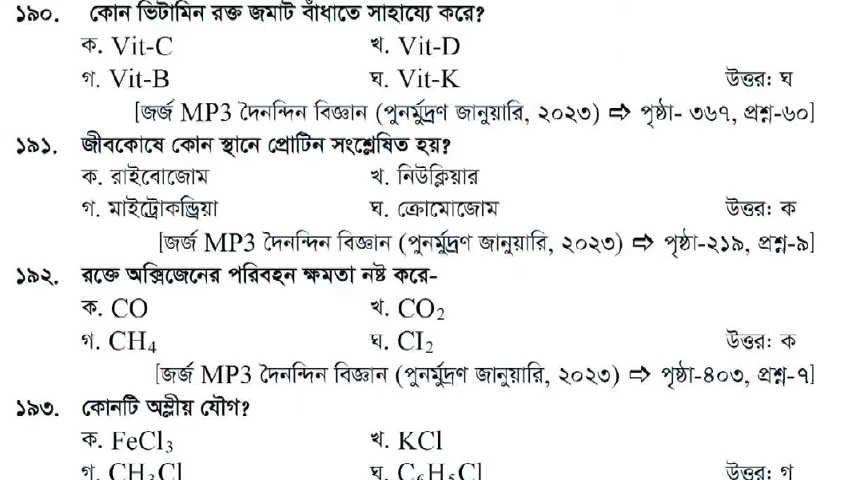 ১৯০. কোন ভিটামিন রক্ত জমাট বাঁধাতে সাহায্যে করে?
ক. Vit-C খ. Vit-D
গ. Vit-B ঘ. Vit-K উত্তর: ঘ
[জর্জ MP3 দৈনন্দিন বিজ্ঞান (পুনর্মুদ্রণ জানুয়ারি, ২০২৩) ⇨ পৃষ্ঠা- ৩৬৭, প্রশ্ন-৬০]
১৯১. জীবকোষে কোন স্থানে প্রোটিন সংশ্লেষিত হয়?
ক. রাইবোজোম খ. নিউক্লিয়ার
গ. মাইট্রোকন্ড্রিয়া ঘ. ক্রোমোজোম উত্তর: ক
[জর্জ MP3 দৈনন্দিন বিজ্ঞান (পুনর্মুদ্রণ জানুয়ারি, ২০২৩) ⇨ পৃষ্ঠা-২১৯, প্রশ্ন-৯]
১৯২. রক্তে অক্সিজেনের পরিবহন ক্ষমতা নষ্ট করে-
ক. CO খ. CO₂
গ. CH₄ ঘ. CI₂ উত্তর: ক
[জর্জ MP3 দৈনন্দিন বিজ্ঞান (পুনর্মুদ্রণ জানুয়ারি, ২০২৩) ⇨ পৃষ্ঠা-৪০৩, প্রশ্ন-৭]
১৯৩. কোনটি অম্লীয় যৌগ?
ক. FeCl₃ খ. KCl
গ. CH₃Cl ঘ. C₆H₅Cl উত্তর: গ